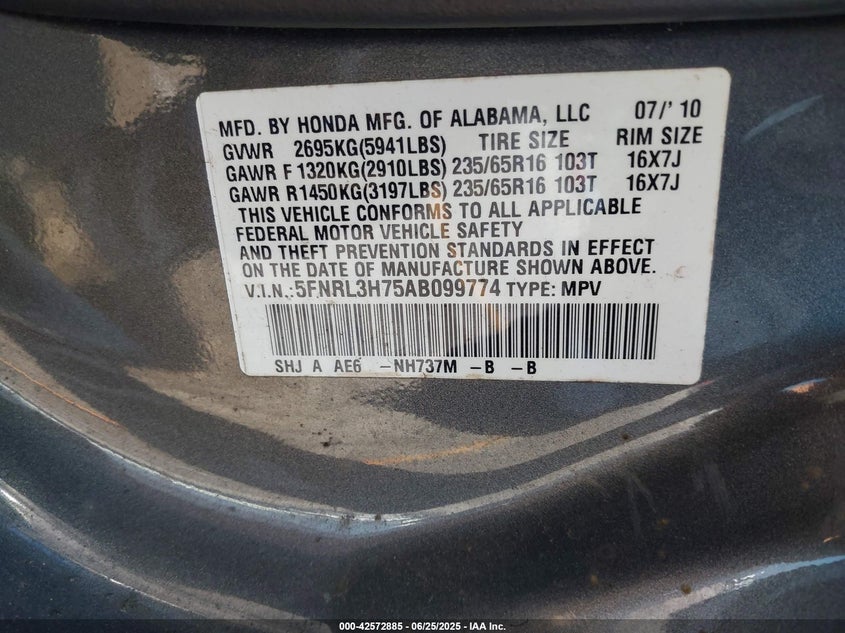 MFD. BY HONDA MFG. OF ALABAMA, LLC 07/' 10
GVWR 2695KG(5941LBS) TIRE SIZE RIM SIZE
GAWR F1320KG(2910LBS) 235/65R16 103T 16X7J
GAWR R1450KG(3197LBS) 235/65R16 103T 16X7J
THIS VEHICLE CONFORMS TO ALL APPLICABLE
FEDERAL MOTOR VEHICLE SAFETY
AND THEFT PREVENTION STANDARDS IN EFFECT
ON THE DATE OF MANUFACTURE SHOWN ABOVE.
V.I.N.:5FNRL3H75AB099774 TYPE: MPV
SHJ A AE6 -NH737M -B -B
000-42572885 / 06/25/2025 - IAA Inc.